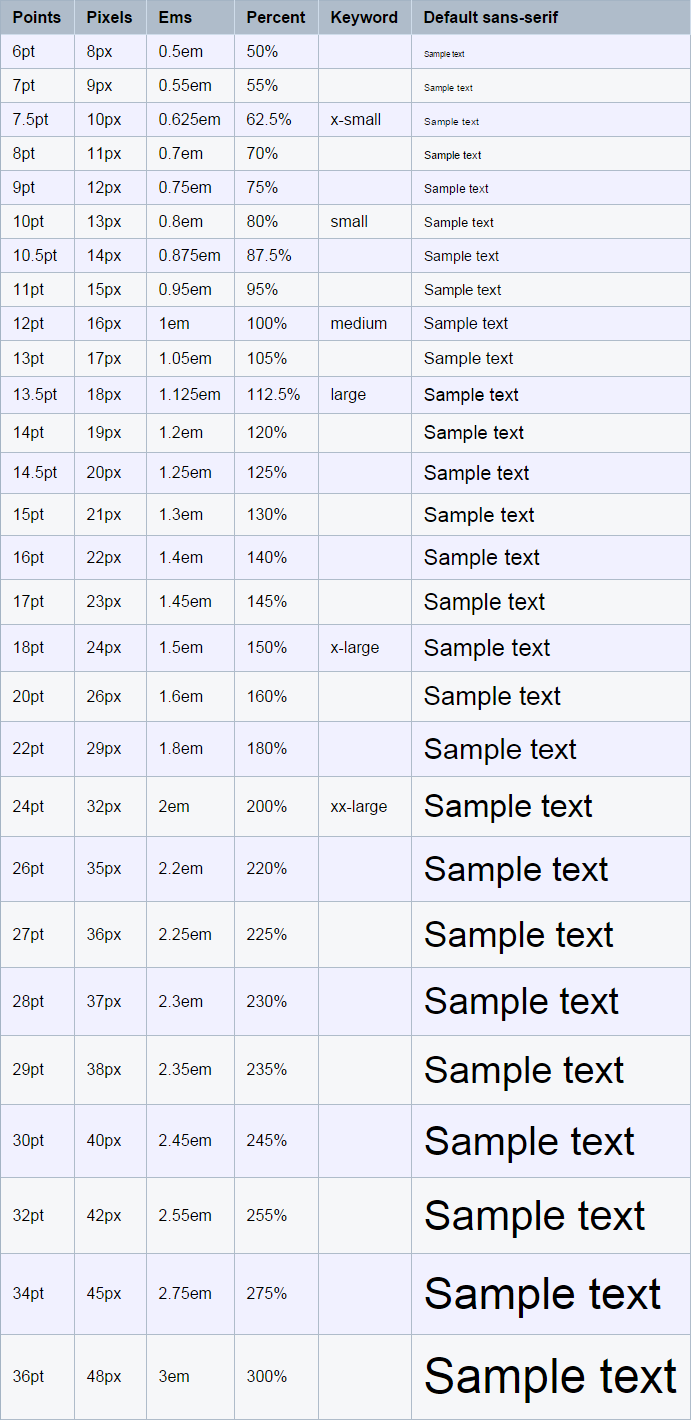 Points Pixels Ems Percent Keyword Default sans-serif
6pt 8px 0.5em 50% Sample text
7pt 9px 0.55em 55% Sample text
7.5pt 10px 0.625em 62.5% x-small Sample text
8pt 11px 0.7em 70% Sample text
9pt 12px 0.75em 75% Sample text
10pt 13px 0.8em 80% small Sample text
10.5pt 14px 0.875em 87.5% Sample text
11pt 15px 0.95em 95% Sample text
12pt 16px 1em 100% medium Sample text
13pt 17px 1.05em 105% Sample text
13.5pt 18px 1.125em 112.5% large Sample text
14pt 19px 1.2em 120% Sample text
14.5pt 20px 1.25em 125% Sample text
15pt 21px 1.3em 130% Sample text
16pt 22px 1.4em 140% Sample text
17pt 23px 1.45em 145% Sample text
18pt 24px 1.5em 150% x-large Sample text
20pt 26px 1.6em 160% Sample text
22pt 29px 1.8em 180% Sample text
24pt 32px 2em 200% xx-large Sample text
26pt 35px 2.2em 220% Sample text
27pt 36px 2.25em 225% Sample text
28pt 37px 2.3em 230% Sample text
29pt 38px 2.35em 235% Sample text
30pt 40px 2.45em 245% Sample text
32pt 42px 2.55em 255% Sample text
34pt 45px 2.75em 275% Sample text
36pt 48px 3em 300% Sample text